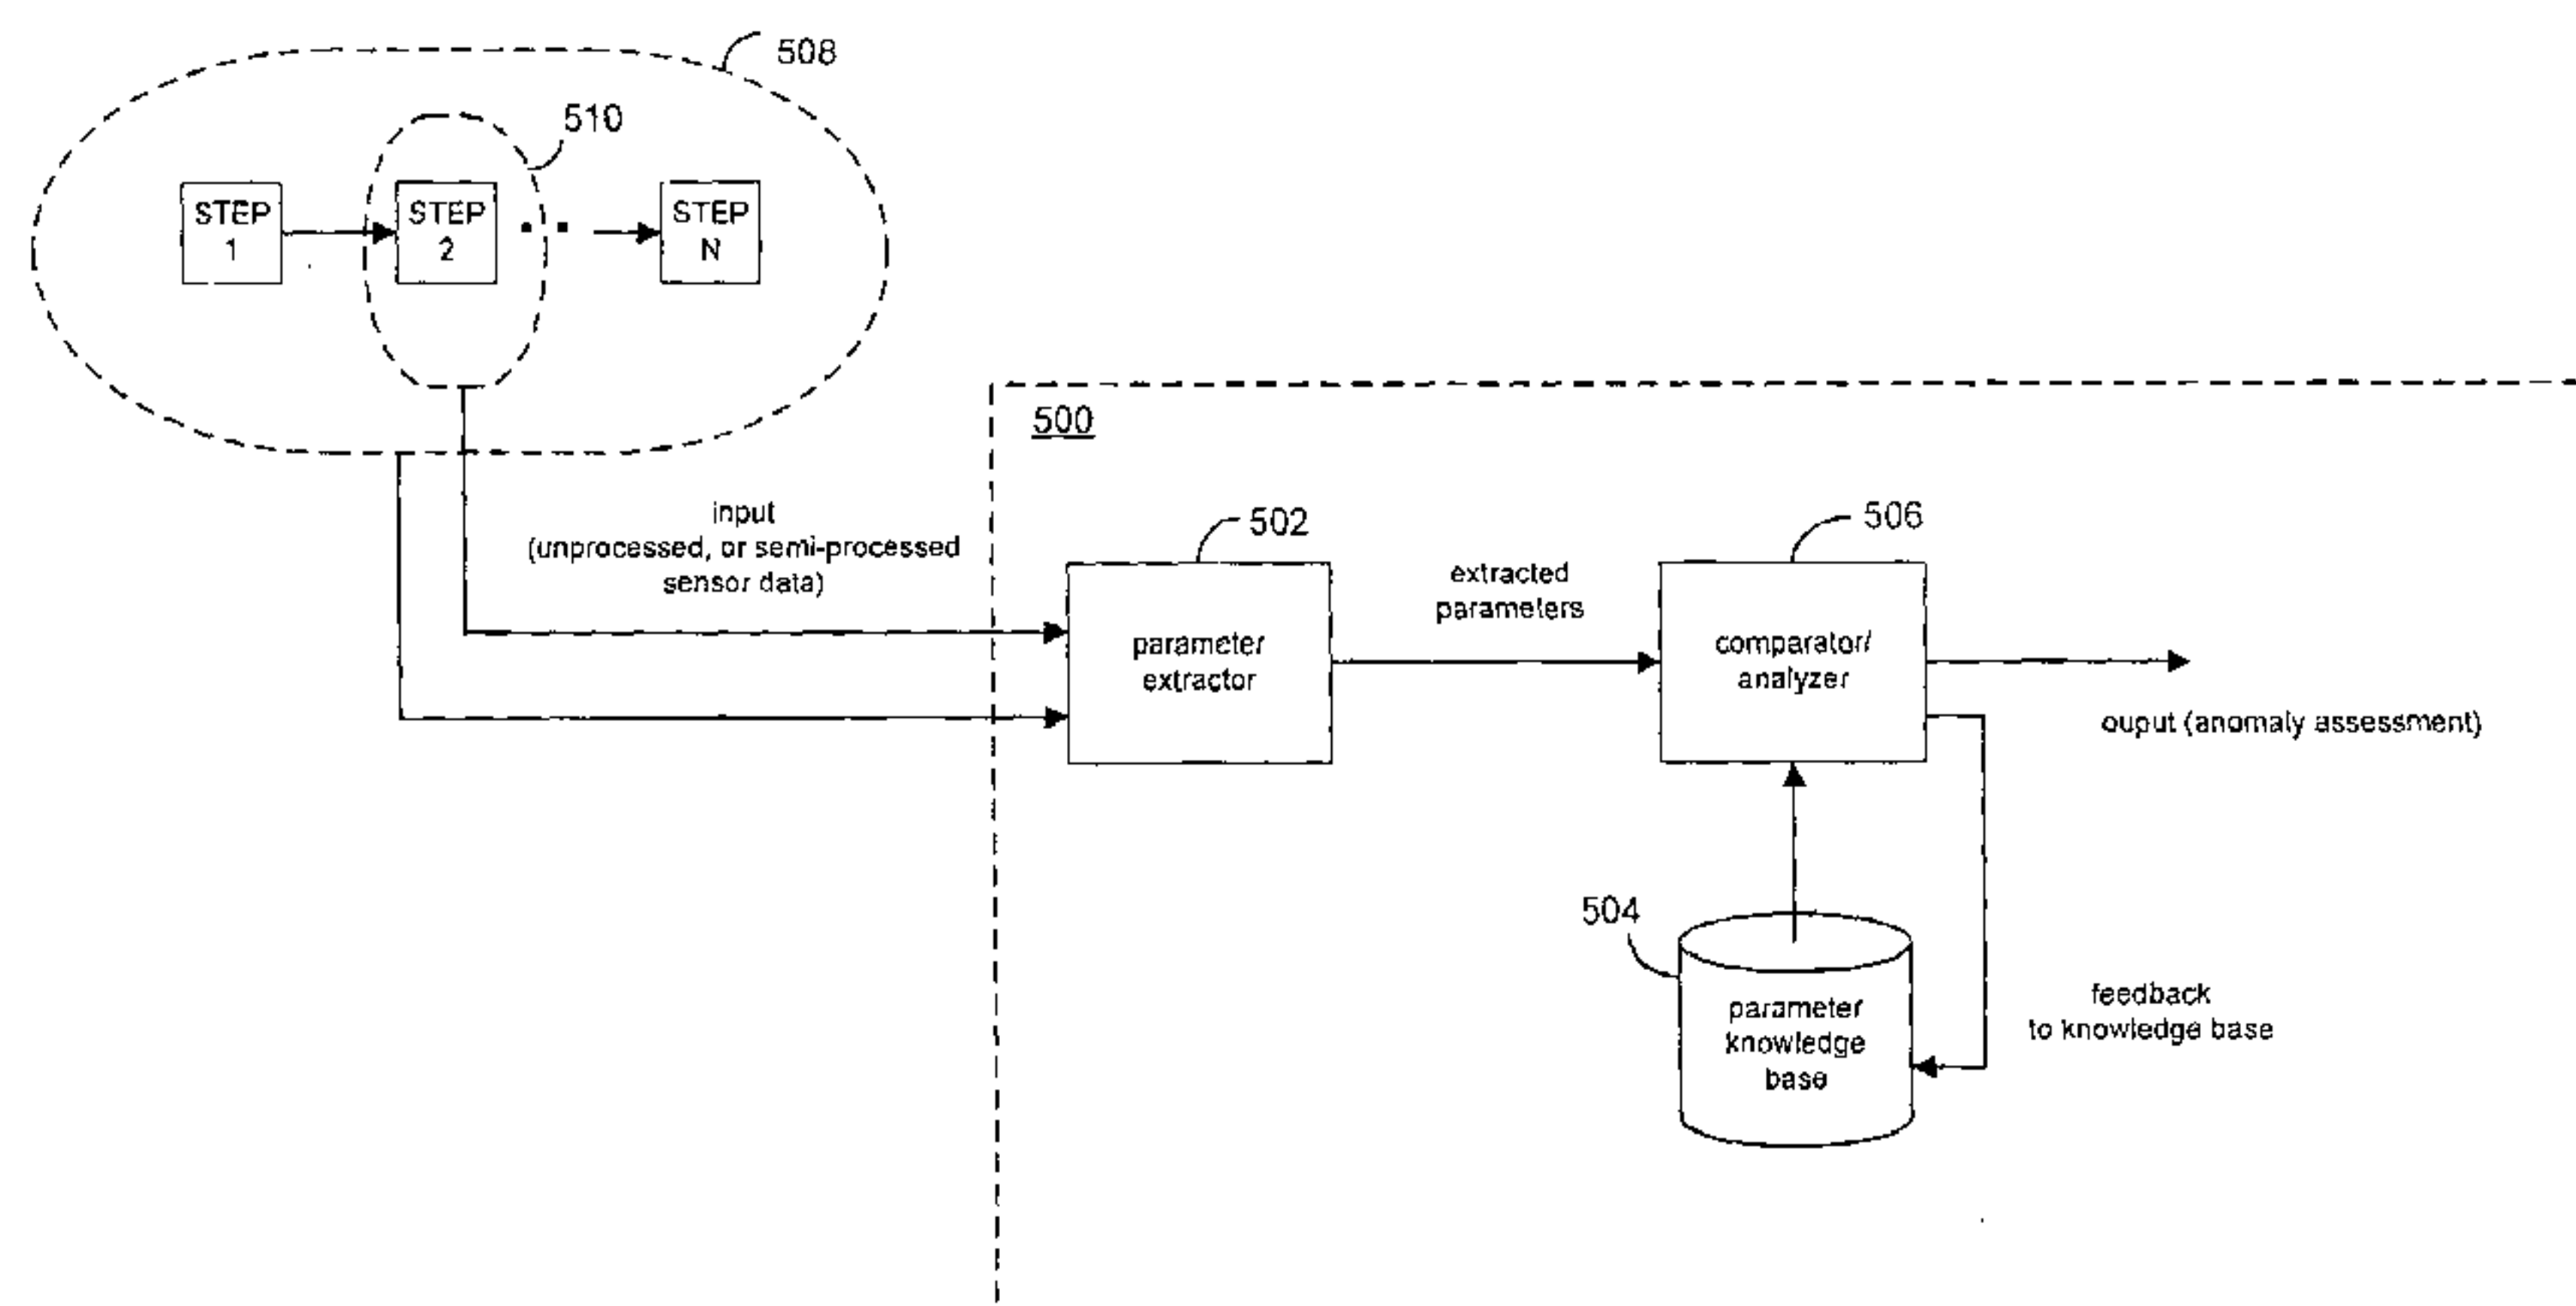 508
510
STEP
1
STEP
2
STEP
N
500
input
(unprocessed, or semi-processed
sensor data)
502
506
extracted
parameters
parameter
extractor
comparator/
analyzer
ouput (anomaly assessment)
504
parameter
knowledge
base
feedback
to knowledge base